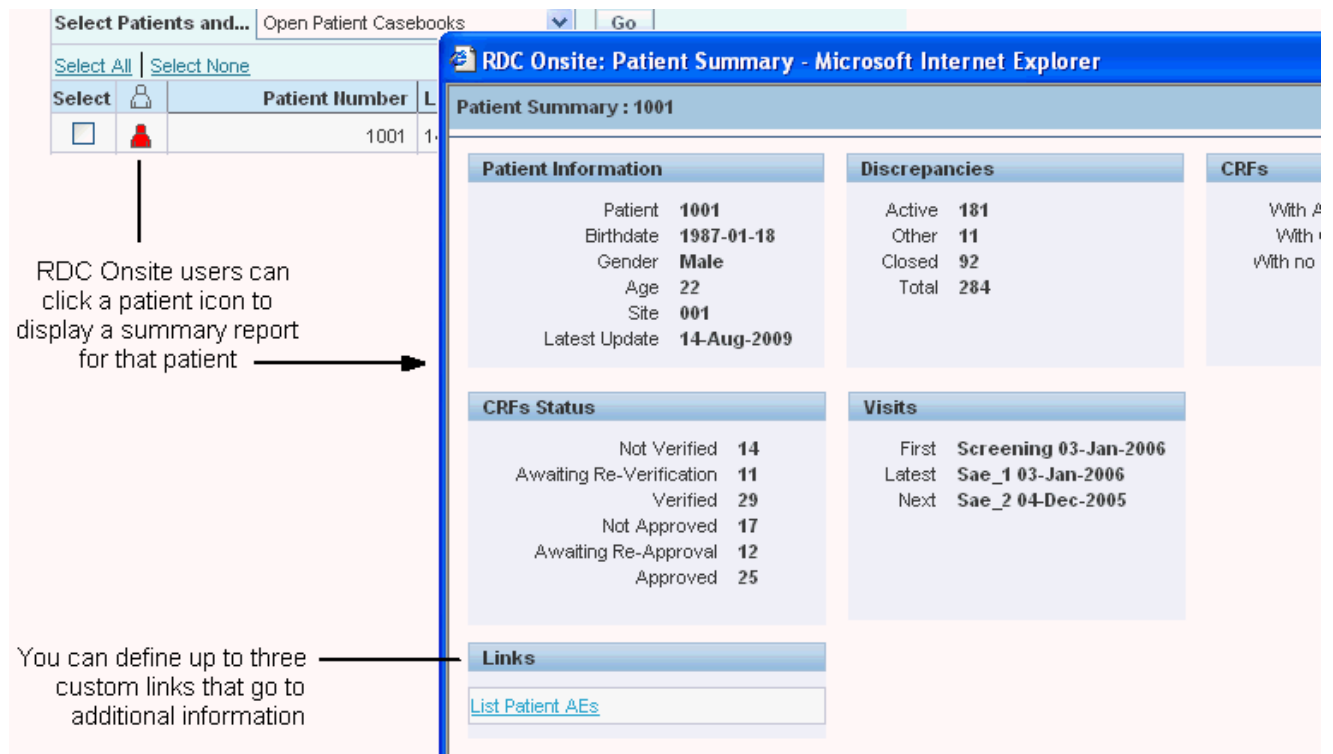 Select Patients and... Open Patient Casebooks Go
Select All | Select None
Select Patient Number L
1001 1
RDC Onsite users can
click a patient icon to
display a summary report
for that patient
You can define up to three
custom links that go to
additional information
RDC Onsite: Patient Summary - Microsoft Internet Explorer
Patient Summary : 1001
Patient Information
Patient 1001
Birthdate 1987-01-18
Gender Male
Age 22
Site 001
Latest Update 14-Aug-2009
Discrepancies
Active 181
Other 11
Closed 92
Total 284
CRFs
With A
With
With no
CRFs Status
Not Verified 14
Awaiting Re-Verification 11
Verified 29
Not Approved 17
Awaiting Re-Approval 12
Approved 25
Visits
First Screening 03-Jan-2006
Latest Sae_1 03-Jan-2006
Next Sae_2 04-Dec-2005
Links
List Patient AEs